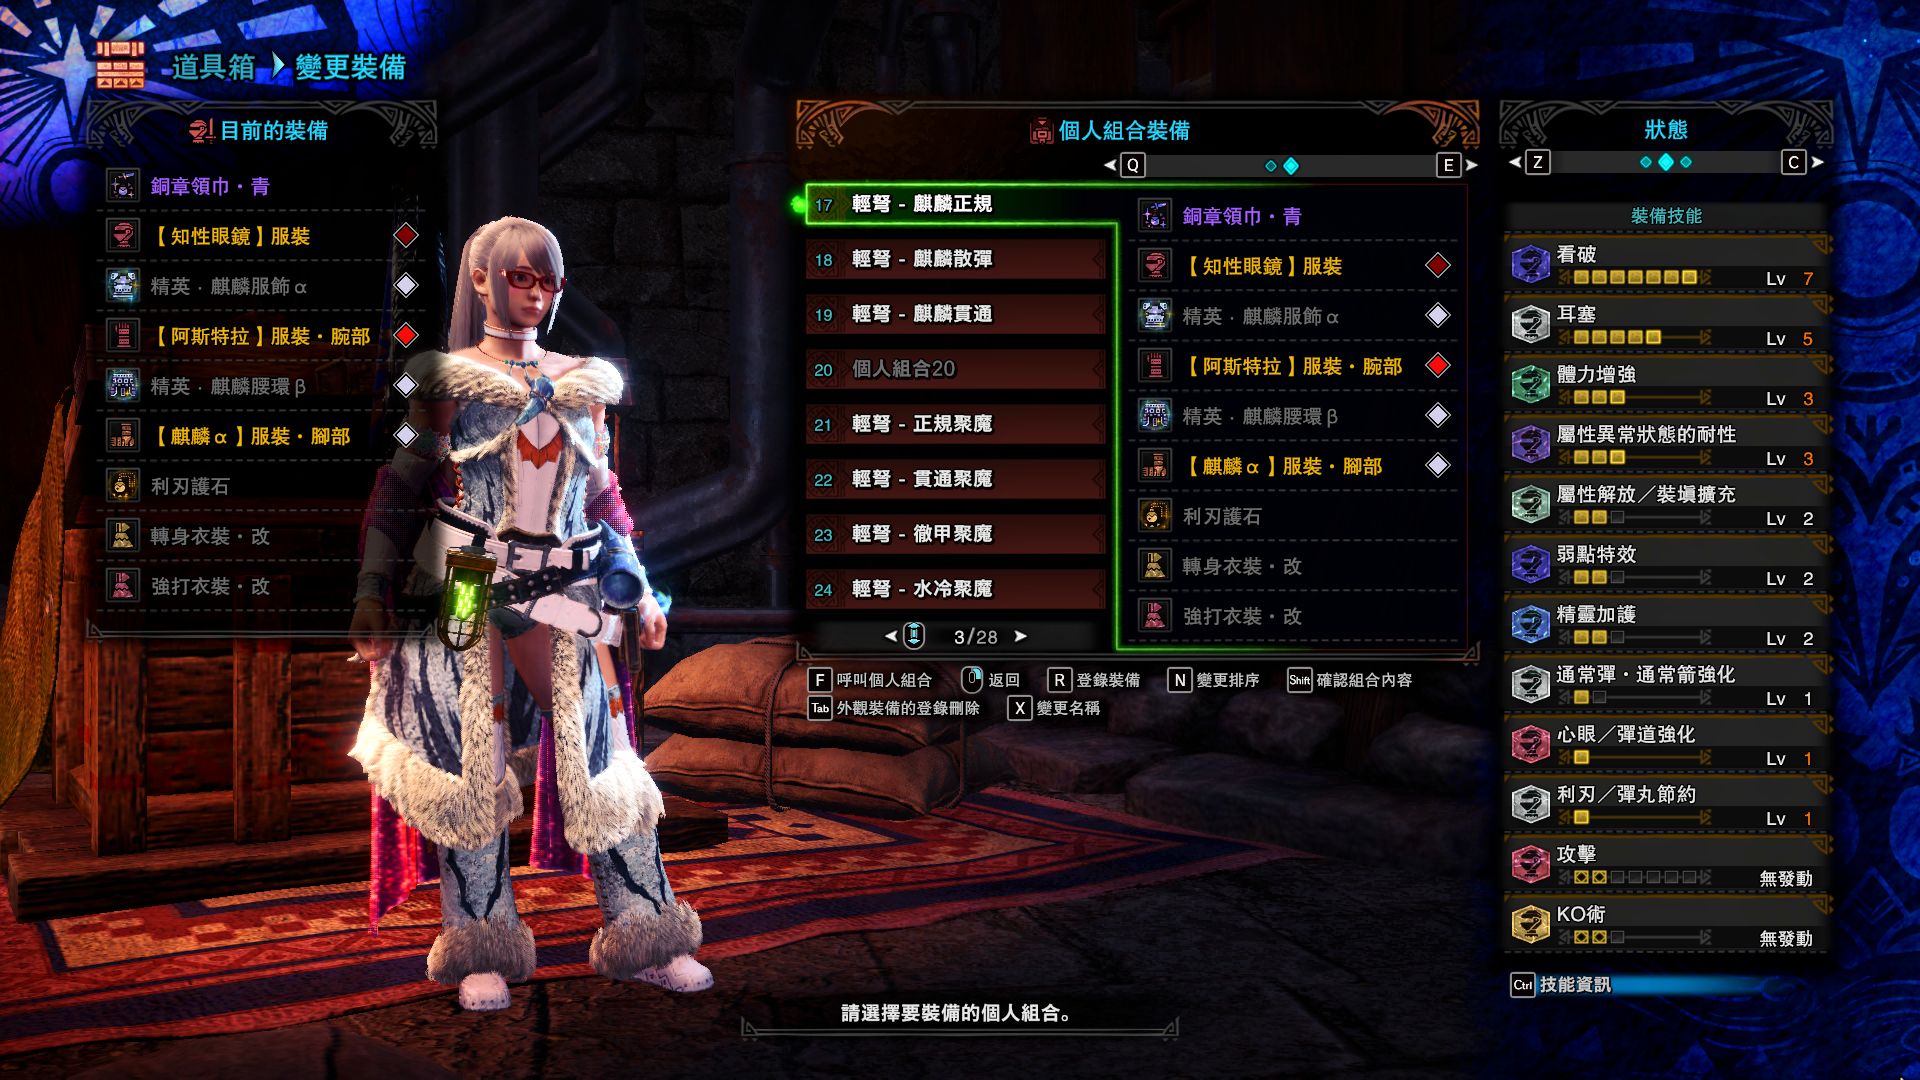 道具箱 變更裝備
目前的裝備
銅章領巾・青
【知性眼鏡】服裝
精英．麒麟服飾α
【阿斯特拉】服裝・腕部
精英．麒麟腰環β
【麒麟α】服裝・腳部
利刃護石
轉身衣裝・改
強打衣裝・改
個人組合裝備
Q E
17 輕弩 - 麒麟正規
18 輕弩 - 麒麟散彈
19 輕弩 - 麒麟貫通
20 個人組合20
21 輕弩 - 正規聚魔
22 輕弩 - 貫通聚魔
23 輕弩 - 徹甲聚魔
24 輕弩 - 水冷聚魔
3/28
銅章領巾・青
【知性眼鏡】服裝
精英．麒麟服飾α
【阿斯特拉】服裝・腕部
精英．麒麟腰環β
【麒麟α】服裝・腳部
利刃護石
轉身衣裝・改
強打衣裝・改
F 呼叫個人組合 返回 R 登錄裝備 N 變更排序 Shift 確認組合內容
Tab 外觀裝備的登錄刪除 X 變更名稱
狀態
Z C
裝備技能
看破
Lv 7
耳塞
Lv 5
體力增強
Lv 3
屬性異常狀態的耐性
Lv 3
屬性解放／裝填擴充
Lv 2
弱點特效
Lv 2
精靈加護
Lv 2
通常彈・通常箭強化
Lv 1
心眼／彈道強化
Lv 1
利刃／彈丸節約
Lv 1
攻擊
無發動
KO術
無發動
Ctrl 技能資訊
請選擇要裝備的個人組合。